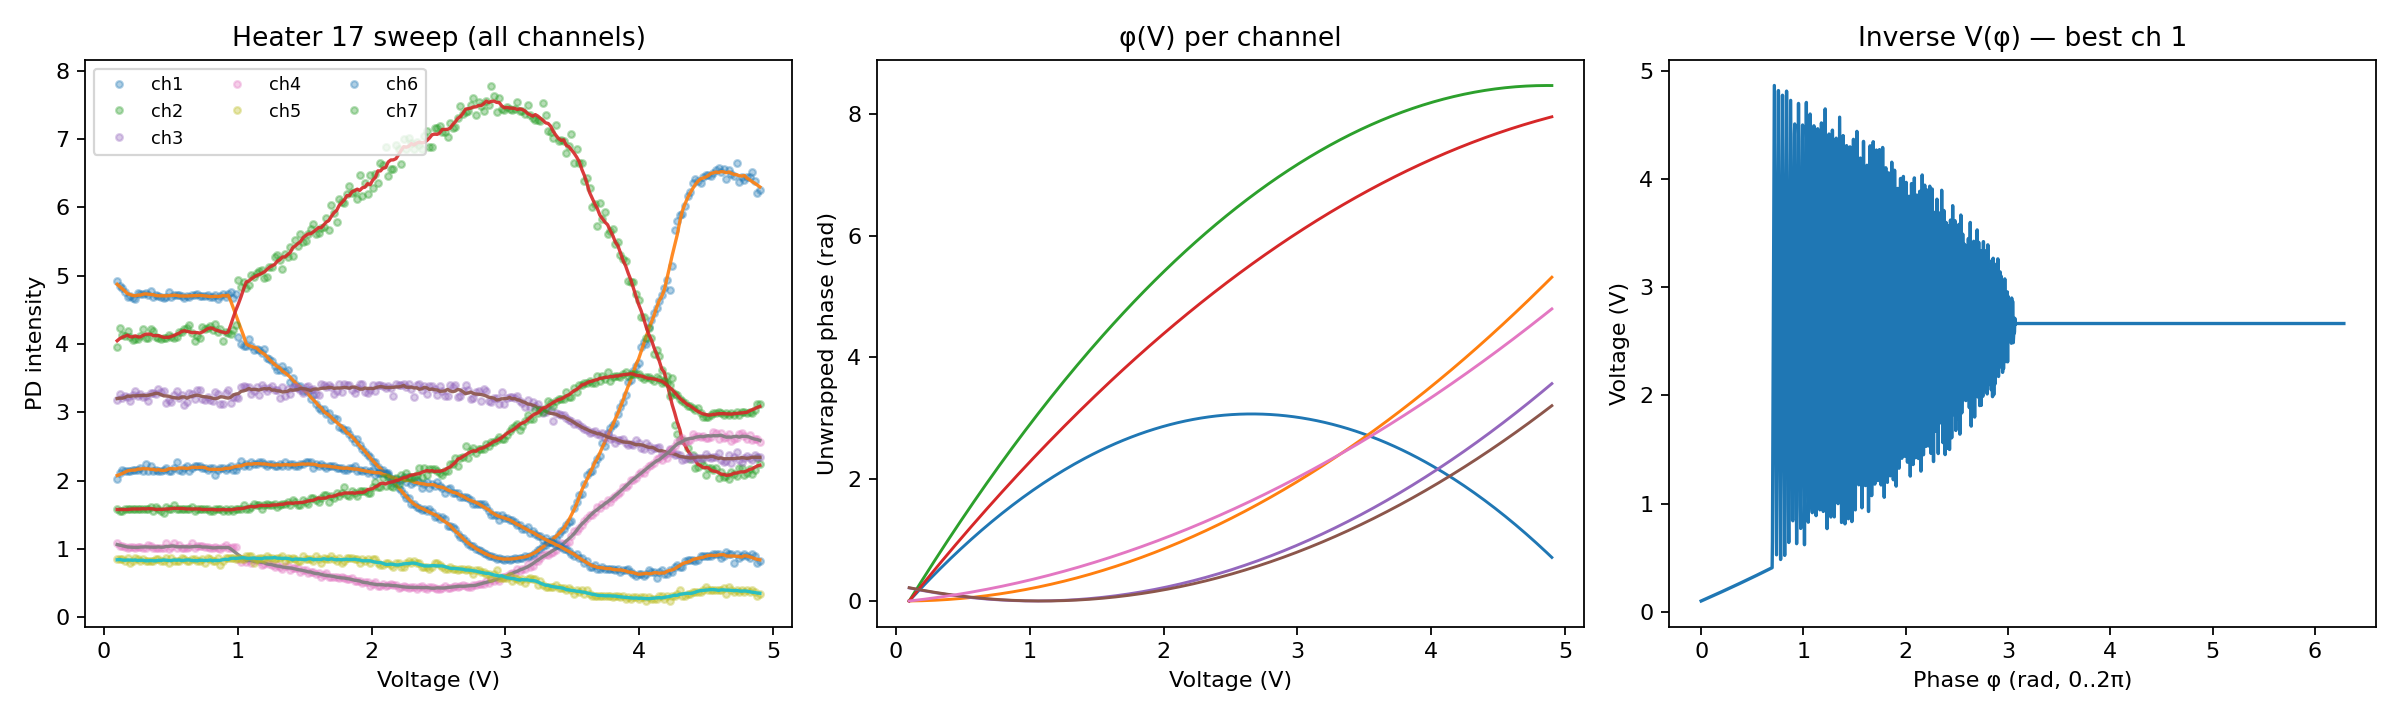 Heater 17 sweep (all channels)
ch1 ch4 ch6
ch2 ch5 ch7
ch3
PD intensity
8
7
6
5
4
3
2
1
0
0 1 2 3 4 5
Voltage (V)
φ(V) per channel
Unwrapped phase (rad)
8
6
4
2
0
0 1 2 3 4 5
Voltage (V)
Inverse V(φ) — best ch 1
Voltage (V)
5
4
3
2
1
0
0 1 2 3 4 5 6
Phase φ (rad, 0..2π)